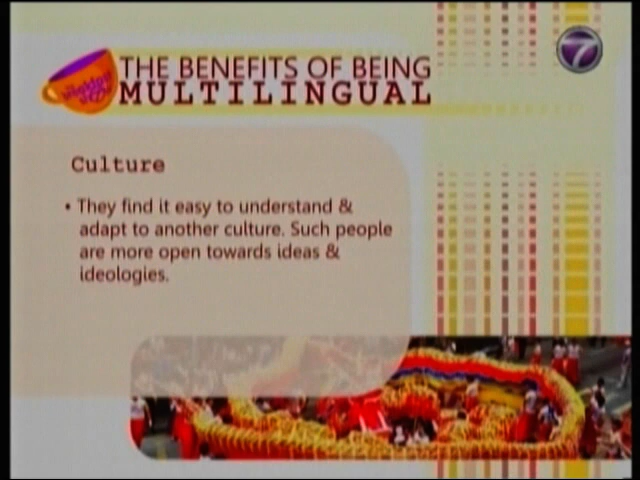 7
THE BENEFITS OF BEING
MULTILINGUAL
Culture
• They find it easy to understand &
adapt to another culture. Such people
are more open towards ideas &
ideologies.